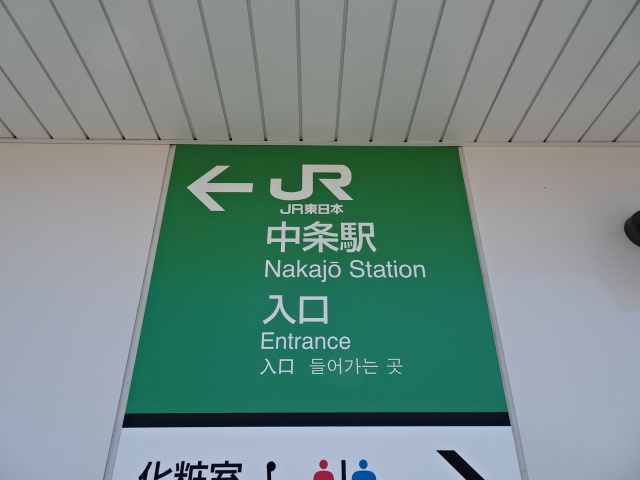 JR
JR東日本
中条駅
Nakajō Station
入口
Entrance
入口 들어가는 곳
化粧室